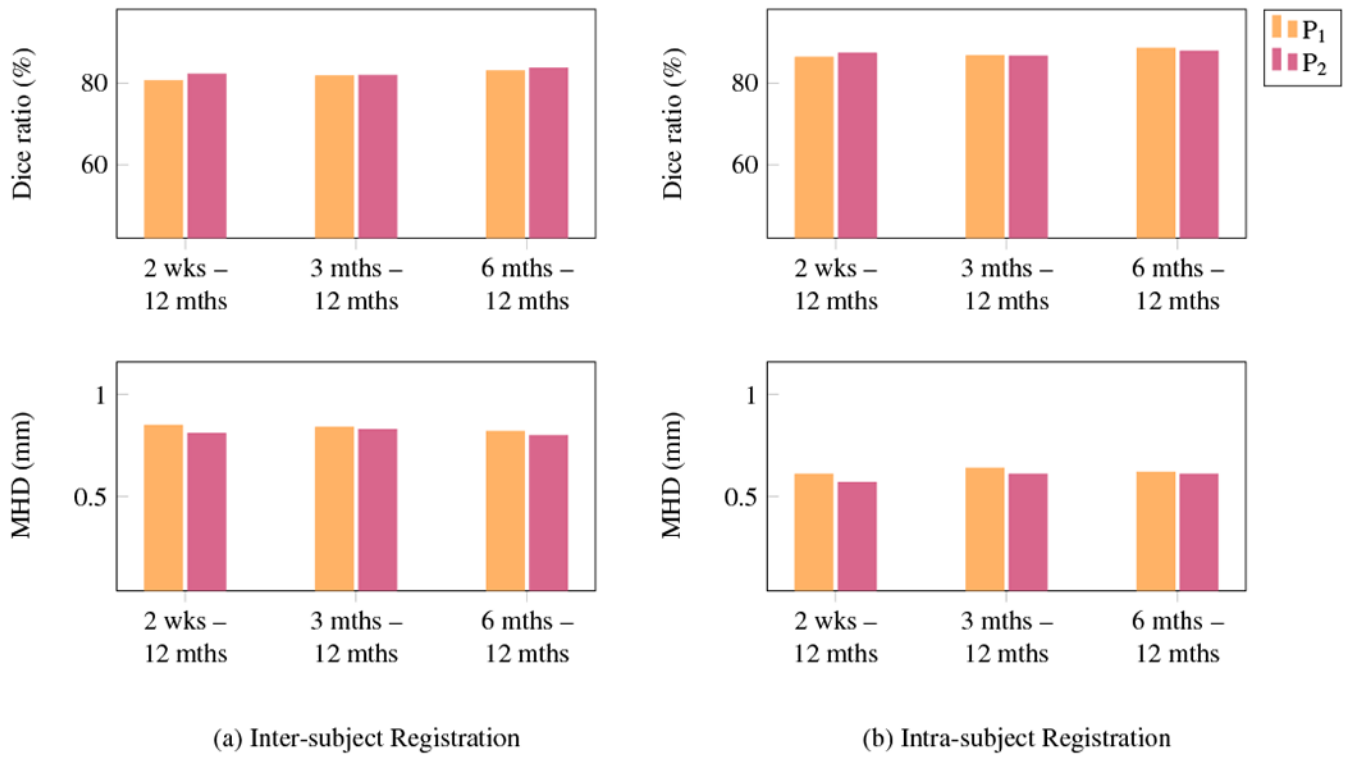 Dice ratio (%)
80
60
2 wks –
12 mths
3 mths –
12 mths
6 mths –
12 mths
Dice ratio (%)
80
60
2 wks –
12 mths
3 mths –
12 mths
6 mths –
12 mths
P₁
P₂
MHD (mm)
1
0.5
2 wks –
12 mths
3 mths –
12 mths
6 mths –
12 mths
MHD (mm)
1
0.5
2 wks –
12 mths
3 mths –
12 mths
6 mths –
12 mths
(a) Inter-subject Registration
(b) Intra-subject Registration